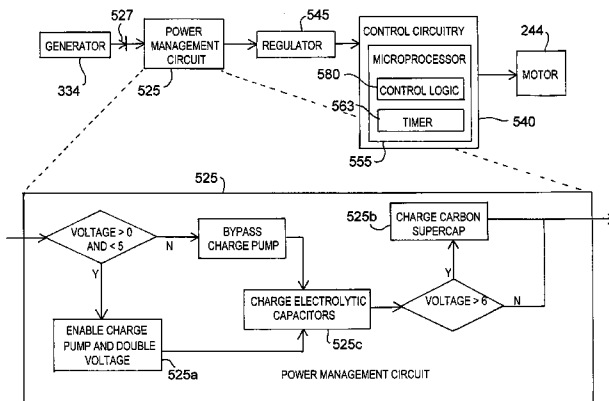 527
GENERATOR
334
POWER
MANAGEMENT
CIRCUIT
525
545
REGULATOR
CONTROL CIRCUITRY
MICROPROCESSOR
580
CONTROL LOGIC
563
TIMER
555
540
244
MOTOR
525
VOLTAGE > 0
AND < 5
N
Y
BYPASS
CHARGE PUMP
ENABLE CHARGE
PUMP AND DOUBLE
VOLTAGE
525a
CHARGE ELECTROLYTIC
CAPACITORS
525c
525b
CHARGE CARBON
SUPERCAP
Y
VOLTAGE > 6
N
POWER MANAGEMENT CIRCUIT